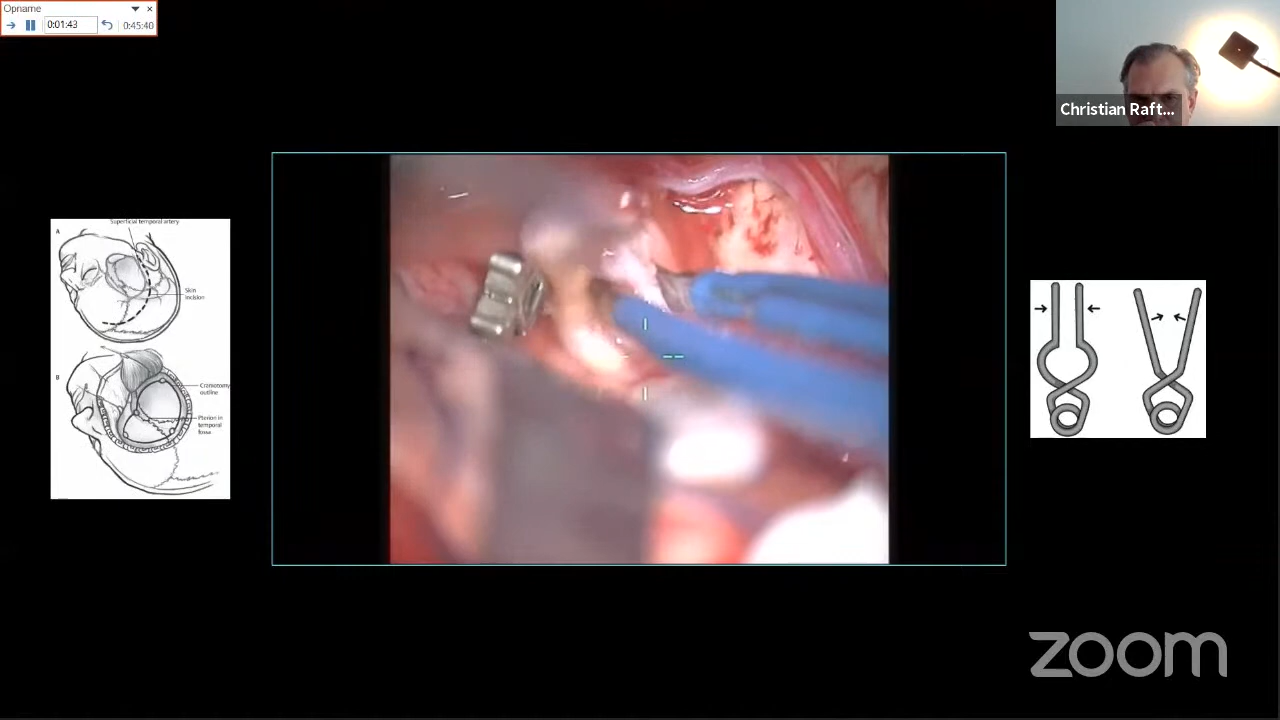 Opname
0:01:43
0:45:40
Christian Raft...
Superficial temporal artery
A
Skin
incision
B
Craniotomy
outline
Pterion in
temporal
fossa
zoom